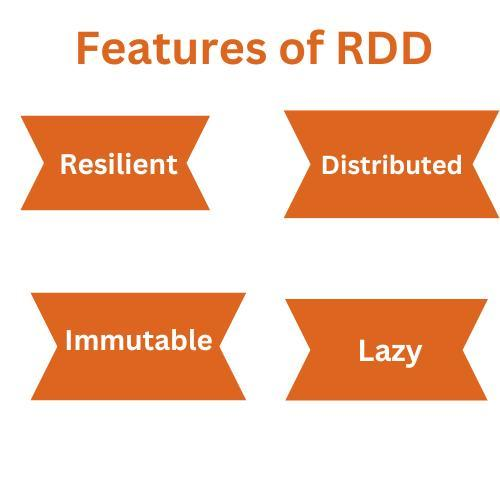 Features of RDD
Resilient
Distributed
Immutable
Lazy